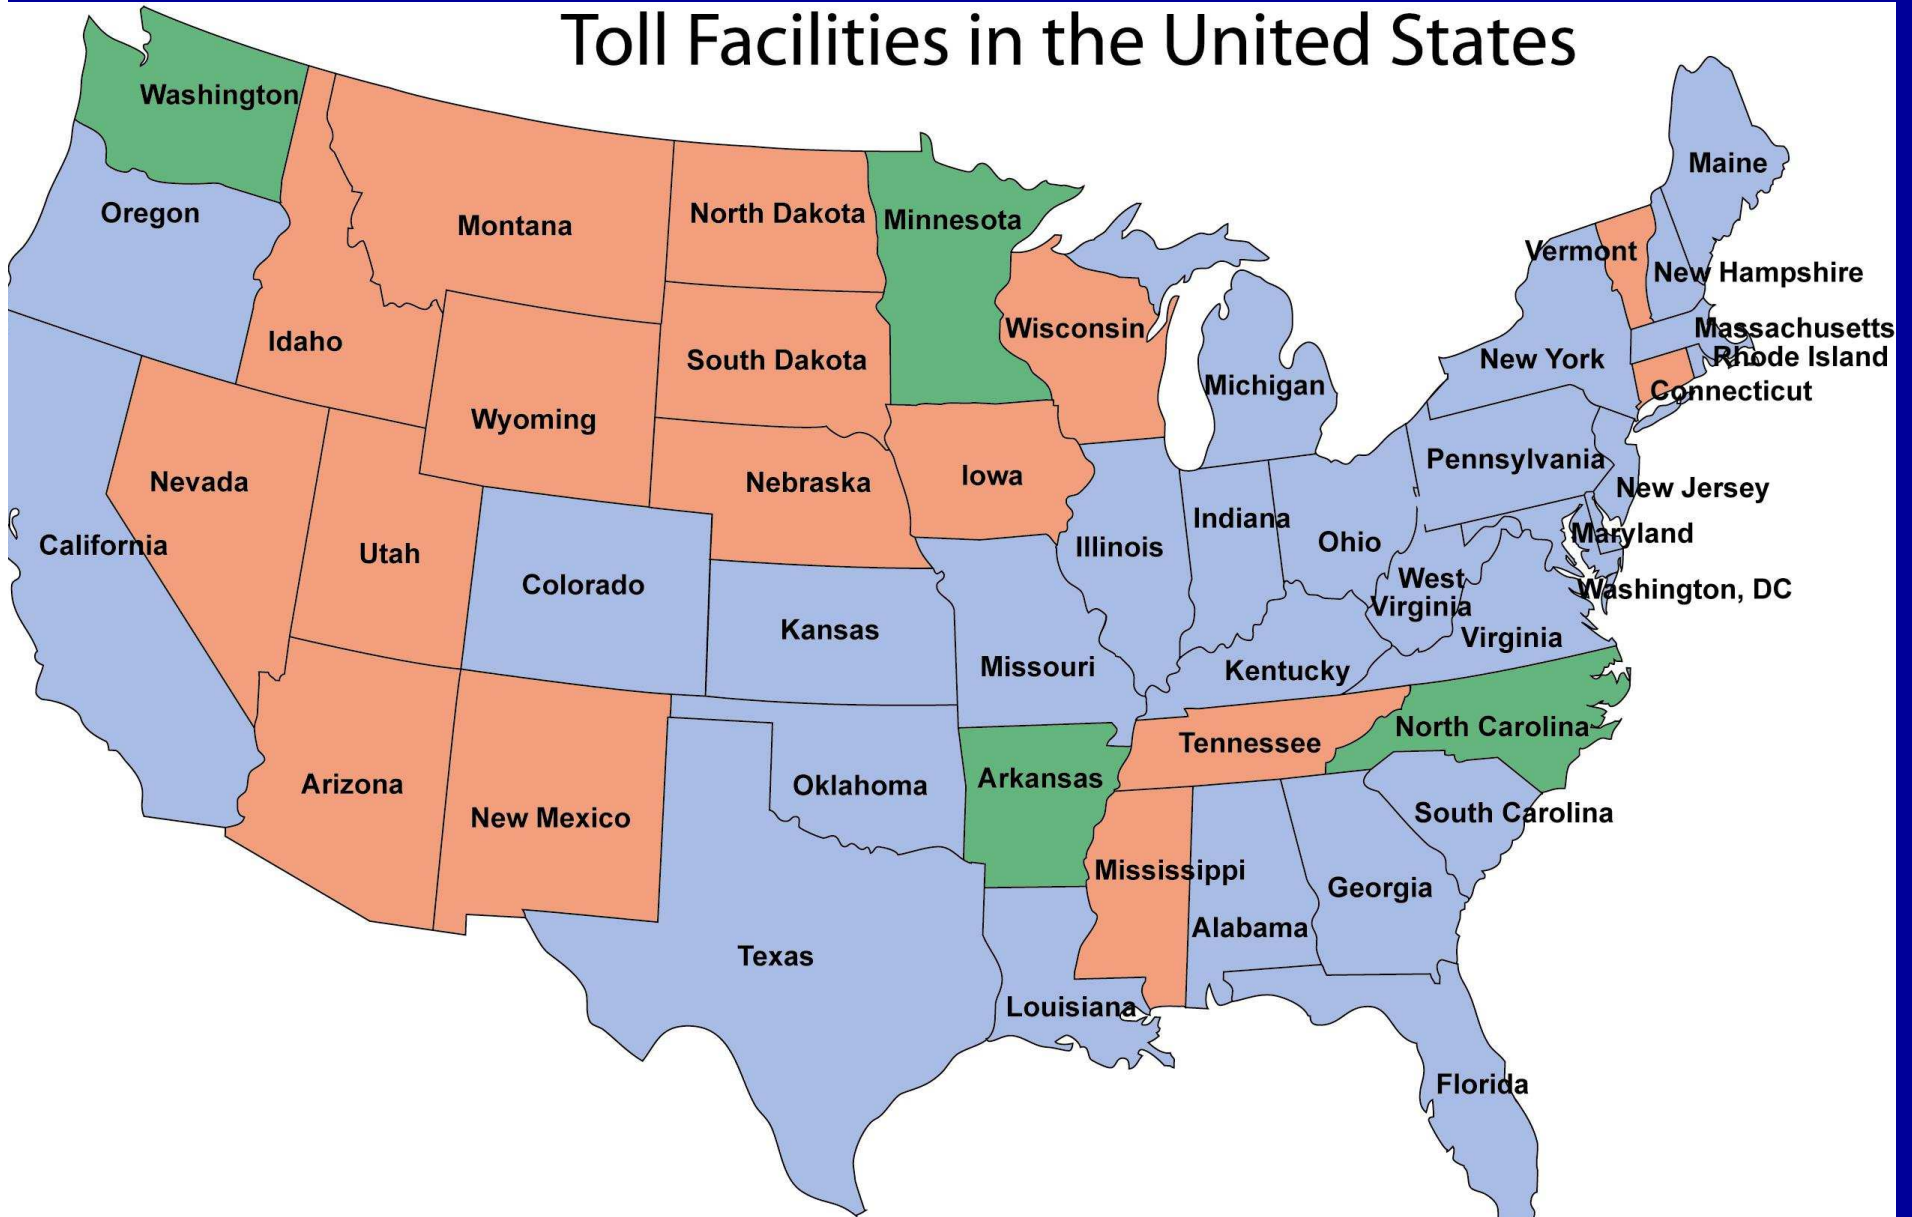 Toll Facilities in the United States
Washington
Maine
Oregon
Montana
North Dakota
Minnesota
Vermont
New Hampshire
Idaho
Wisconsin
Massachusetts
South Dakota
New York
Rhode Island
Michigan
Connecticut
Wyoming
Nevada
Nebraska
Iowa
Pennsylvania
New Jersey
California
Utah
Colorado
Illinois
Indiana
Ohio
Maryland
West
Virginia
Washington, DC
Kansas
Missouri
Kentucky
Virginia
Arizona
New Mexico
Oklahoma
Arkansas
Tennessee
North Carolina
South Carolina
Mississippi
Alabama
Georgia
Texas
Louisiana
Florida